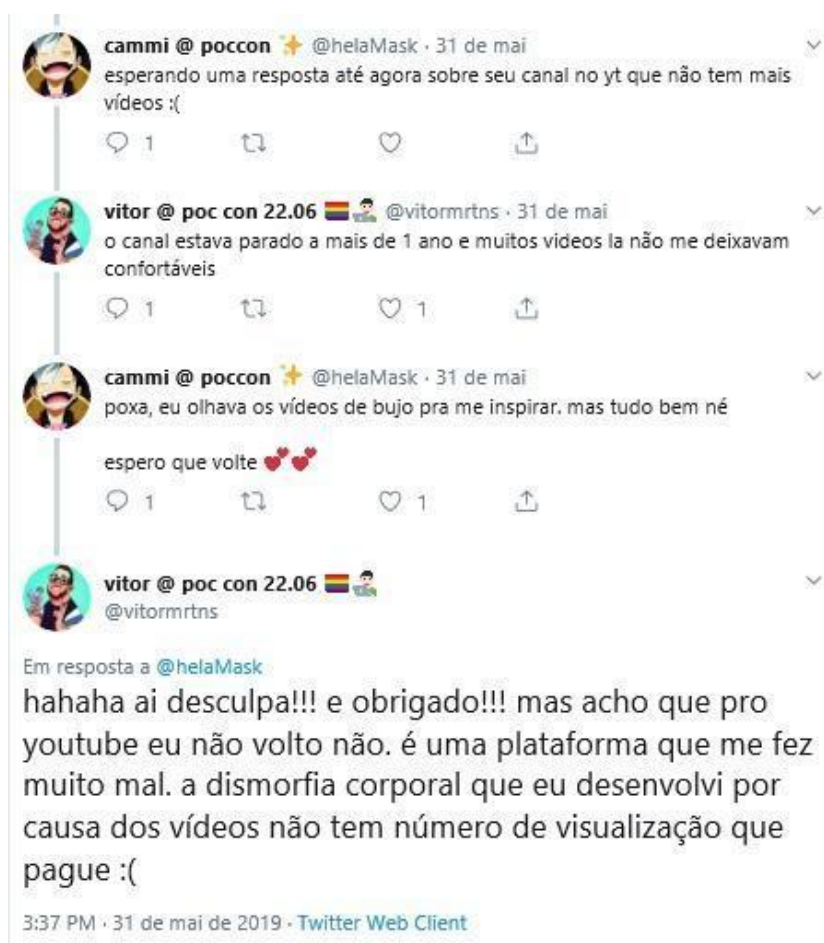 cammi @ poccon ✨ @helaMask · 31 de mai
esperando uma resposta até agora sobre seu canal no yt que não tem mais
vídeos :(
1
vitor @ poc con 22.06 🏳️‍🌈👨🏻‍💻 @vitormrtns · 31 de mai
o canal estava parado a mais de 1 ano e muitos videos la não me deixavam
confortáveis
1 1
cammi @ poccon ✨ @helaMask · 31 de mai
poxa, eu olhava os vídeos de bujo pra me inspirar. mas tudo bem né
espero que volte 💕💕
1 1
vitor @ poc con 22.06 🏳️‍🌈👨🏻‍💻
@vitormrtns
Em resposta a @helaMask
hahaha ai desculpa!!! e obrigado!!! mas acho que pro
youtube eu não volto não. é uma plataforma que me fez
muito mal. a dismorfia corporal que eu desenvolvi por
causa dos vídeos não tem número de visualização que
pague :(
3:37 PM · 31 de mai de 2019 · Twitter Web Client